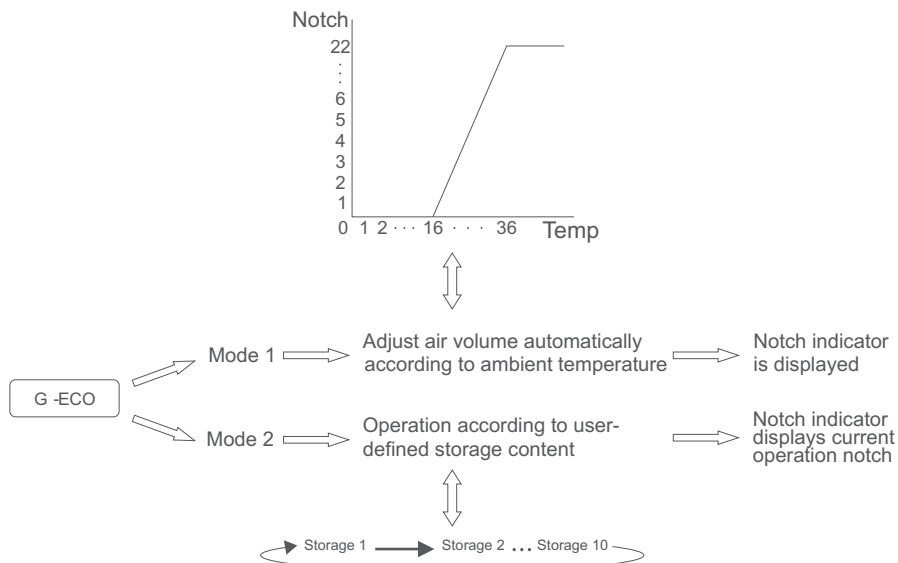 Notch
22
.
.
.
6
5
4
3
2
1
0 1 2 ··· 16 · · · 36 Temp
Mode 1
Adjust air volume automatically
according to ambient temperature
Notch indicator
is displayed
G -ECO
Mode 2
Operation according to user-
defined storage content
Notch indicator
displays current
operation notch
Storage 1 Storage 2 ... Storage 10